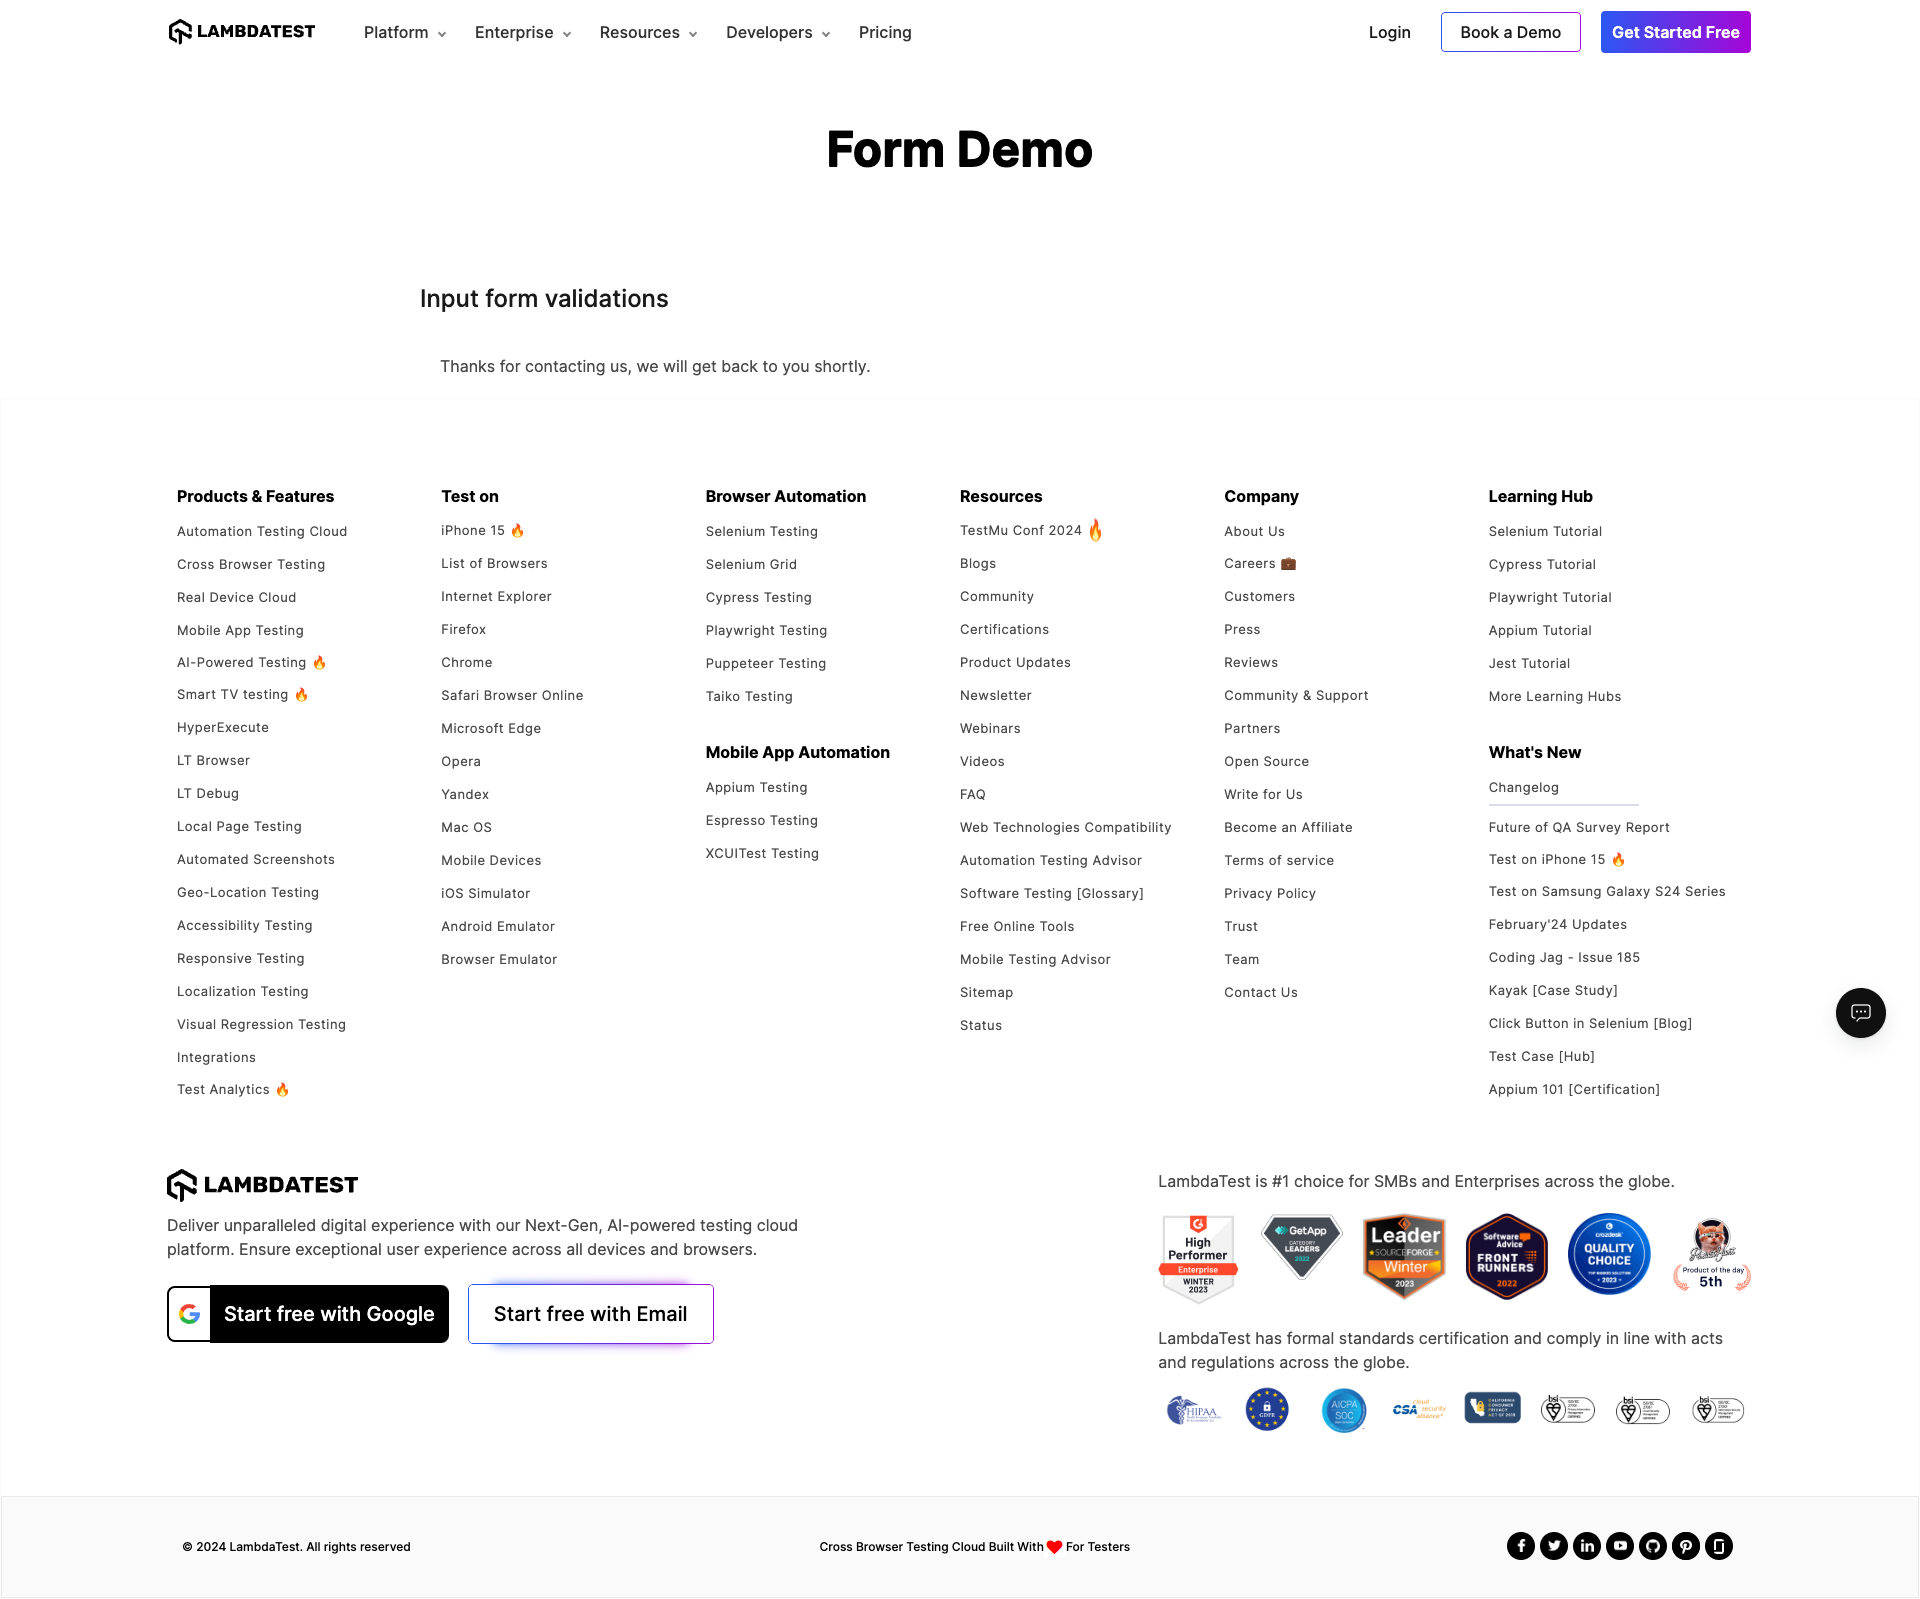 LAMBDATEST
Platform
Enterprise
Resources
Developers
Pricing
Login
Book a Demo
Get Started Free
Form Demo
Input form validations
Thanks for contacting us, we will get back to you shortly.
Products & Features
Automation Testing Cloud
Cross Browser Testing
Real Device Cloud
Mobile App Testing
AI-Powered Testing 🔥
Smart TV testing 🔥
HyperExecute
LT Browser
LT Debug
Local Page Testing
Automated Screenshots
Geo-Location Testing
Accessibility Testing
Responsive Testing
Localization Testing
Visual Regression Testing
Integrations
Test Analytics 🔥
Test on
iPhone 15 🔥
List of Browsers
Internet Explorer
Firefox
Chrome
Safari Browser Online
Microsoft Edge
Opera
Yandex
Mac OS
Mobile Devices
iOS Simulator
Android Emulator
Browser Emulator
Browser Automation
Selenium Testing
Selenium Grid
Cypress Testing
Playwright Testing
Puppeteer Testing
Taiko Testing
Mobile App Automation
Appium Testing
Espresso Testing
XCUITest Testing
Resources
TestMu Conf 2024 🔥
Blogs
Community
Certifications
Product Updates
Newsletter
Webinars
Videos
FAQ
Web Technologies Compatibility
Automation Testing Advisor
Software Testing [Glossary]
Free Online Tools
Mobile Testing Advisor
Sitemap
Status
Company
About Us
Careers 💼
Customers
Press
Reviews
Community & Support
Partners
Open Source
Write for Us
Become an Affiliate
Terms of service
Privacy Policy
Trust
Team
Contact Us
Learning Hub
Selenium Tutorial
Cypress Tutorial
Playwright Tutorial
Appium Tutorial
Jest Tutorial
More Learning Hubs
What's New
Changelog
Future of QA Survey Report
Test on iPhone 15 🔥
Test on Samsung Galaxy S24 Series
February'24 Updates
Coding Jag - Issue 185
Kayak [Case Study]
Click Button in Selenium [Blog]
Test Case [Hub]
Appium 101 [Certification]
LAMBDATEST
Deliver unparalleled digital experience with our Next-Gen, AI-powered testing cloud
platform. Ensure exceptional user experience across all devices and browsers.
Start free with Google
Start free with Email
LambdaTest is #1 choice for SMBs and Enterprises across the globe.
High
Performer
Enterprise
WINTER
2023
GetApp
CATEGORY
LEADERS
2023
Leader
SOURCEFORGE
Winter
2023
Software
Advice
FRONT
RUNNERS
2022
crozdesk
QUALITY
CHOICE
TOP RANKED SOLUTION
2023
Product of the day
5th
LambdaTest has formal standards certification and comply in line with acts
and regulations across the globe.
HIPAA
GDPR
AICPA
SOC
CSA cloud
security
alliance
CALIFORNIA
CONSUMER
PRIVACY
ACT OF 2018
bsi
bsi
bsi
© 2024 LambdaTest. All rights reserved
Cross Browser Testing Cloud Built With ❤ For Testers